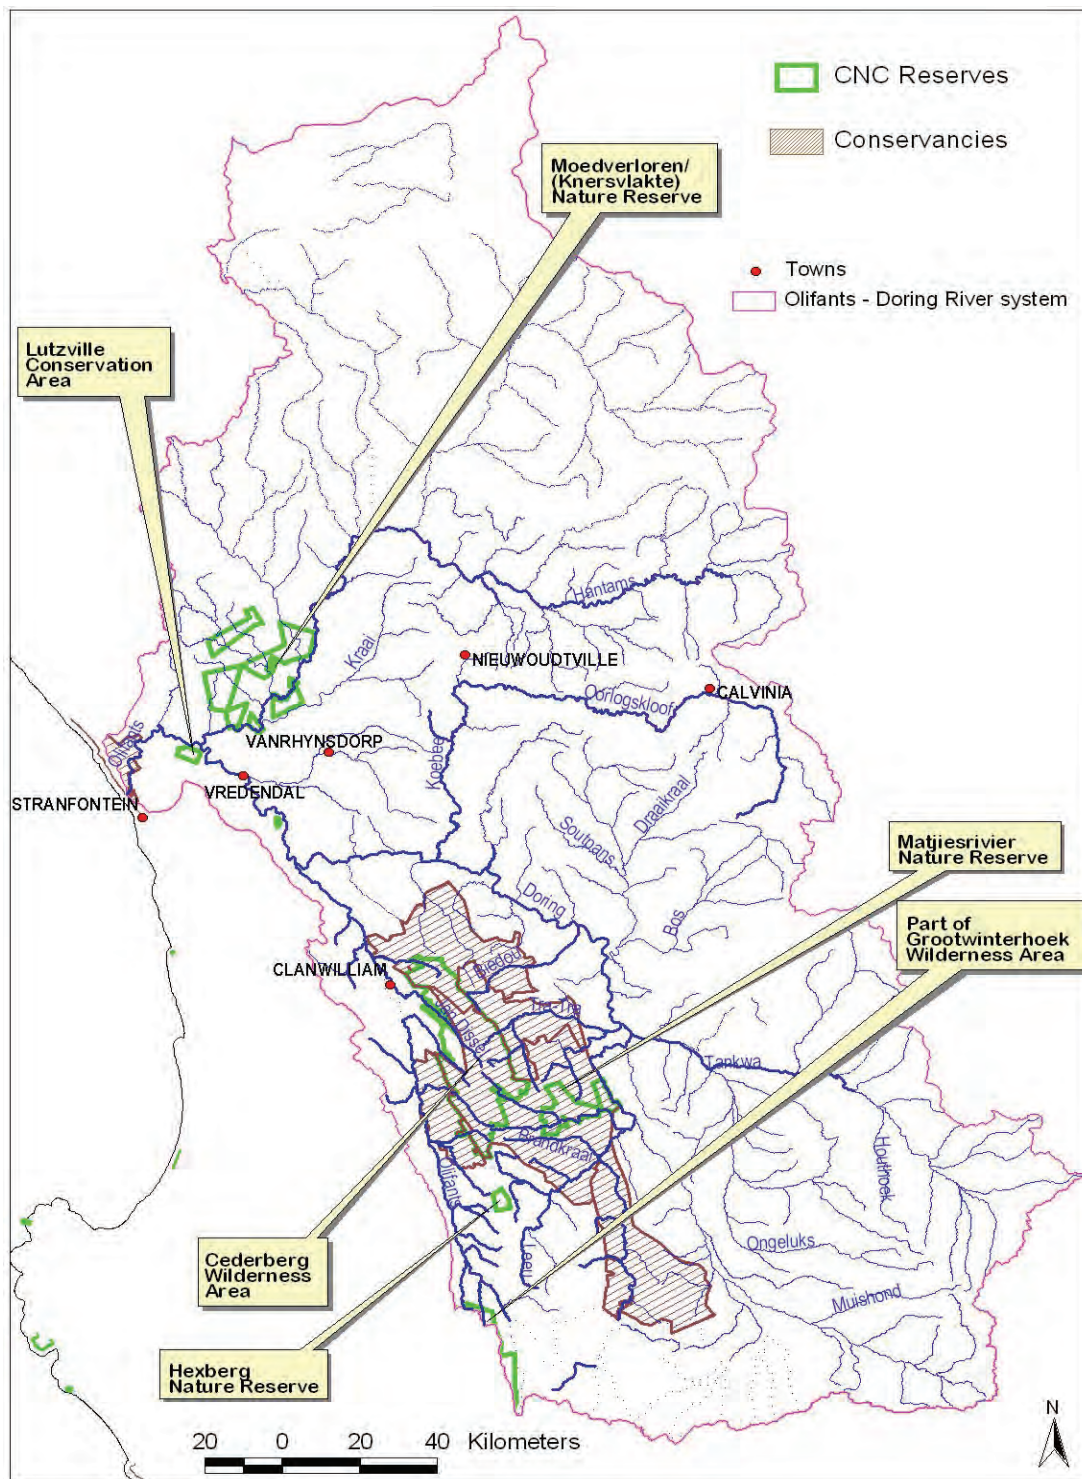 CNC Reserves
Conservancies
Moedverloren/
(Knersvlakte)
Nature Reserve
Towns
Olifants - Doring River system
Lutzville
Conservation
Area
Hantams
Kraai
NIEUWOUDTVILLE
Oorlogskloof
CALVINIA
Olifants
VANRHYNSDORP
Koebee
VREDENDAL
STRANFONTEIN
Draaikraal
Soutpans
Matjiesrivier
Nature Reserve
Doring
Bos
Part of
Grootwinterhoek
Wilderness Area
CLANWILLIAM
Biedou
Tra-Tra
Jan Dissel
Tankwa
Brandkraal
Houthoek
Olifants
Cederberg
Wilderness
Area
Leeu
Ongeluks
Muishond
Hexberg
Nature Reserve
N
20 0 20 40 Kilometers